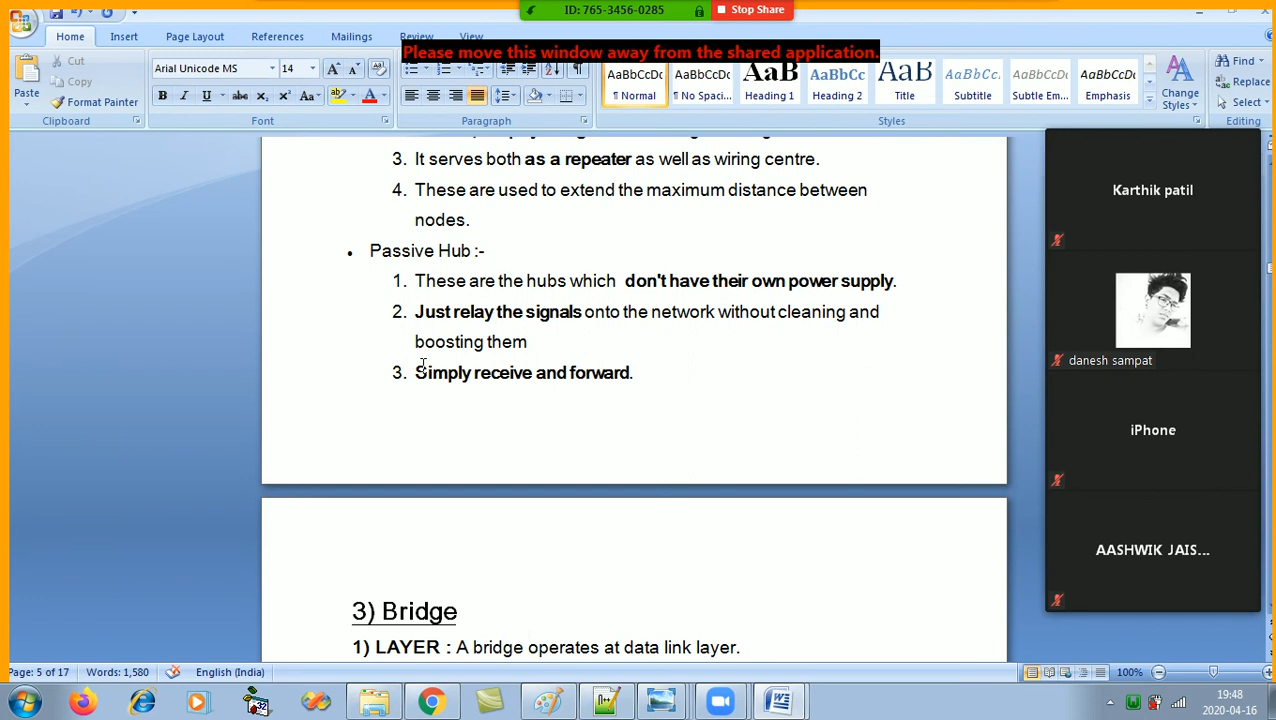 ID: 765-3456-0285
Stop Share
Home
Insert
Page Layout
References
Mailings
Review
View
Please move this window away from the shared application.
Paste
Cut
Copy
Format Painter
Clipboard
Arial Unicode MS
14
Font
Paragraph
AaBbCcDc
¶ Normal
AaBbCcDc
¶ No Spaci...
AaB
Heading 1
AaBbCc
Heading 2
AaB
Title
AaBbCc.
Subtitle
AaBbCcDc
Subtle Em...
AaBbCcDc
Emphasis
Change
Styles
Styles
Find
Replace
Select
Editing
3. It serves both as a repeater as well as wiring centre.
4. These are used to extend the maximum distance between
nodes.
• Passive Hub :-
1. These are the hubs which don't have their own power supply.
2. Just relay the signals onto the network without cleaning and
boosting them
3. Simply receive and forward.
3) Bridge
1) LAYER : A bridge operates at data link layer.
Karthik patil
danesh sampat
iPhone
AASHWIK JAIS...
Page: 5 of 17
Words: 1,580
English (India)
100%
19:48
2020-04-16